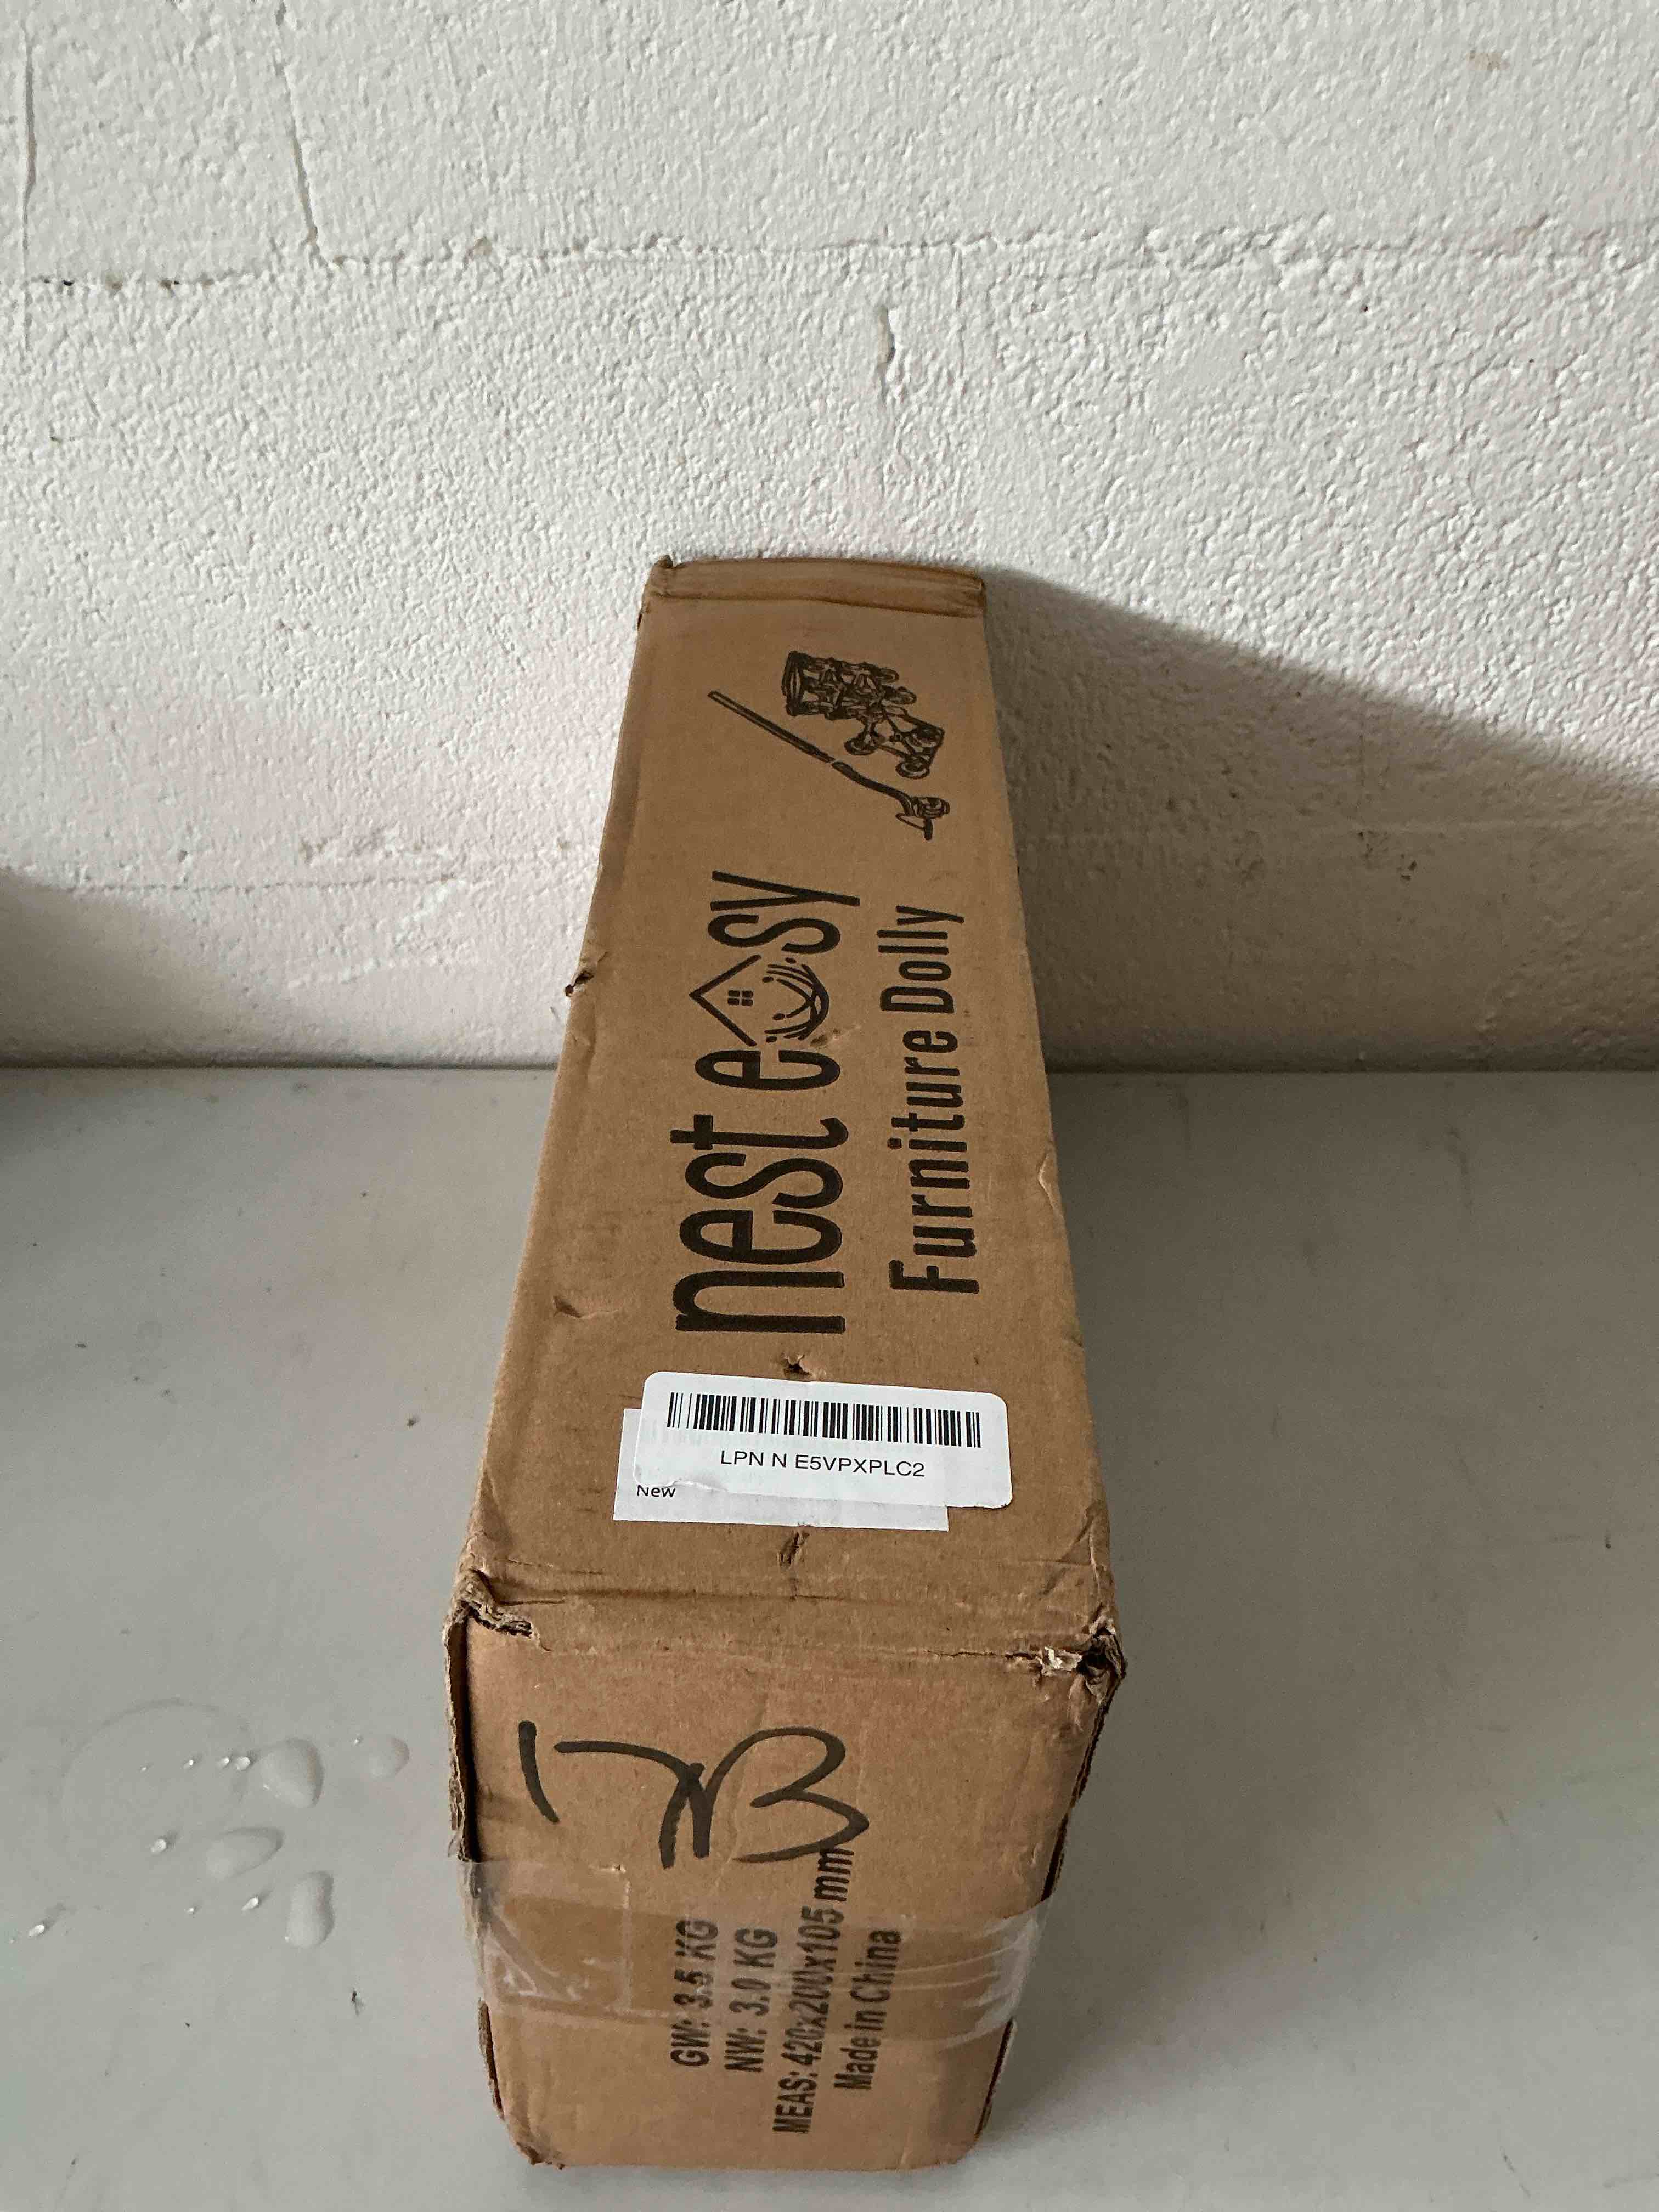 nest easy
Furniture Dolly
LPN N E5VPXPLC2
New
GW: 3.5 KG
NW: 3.0 KG
MEAS: 420x200x105 mm
Made in China